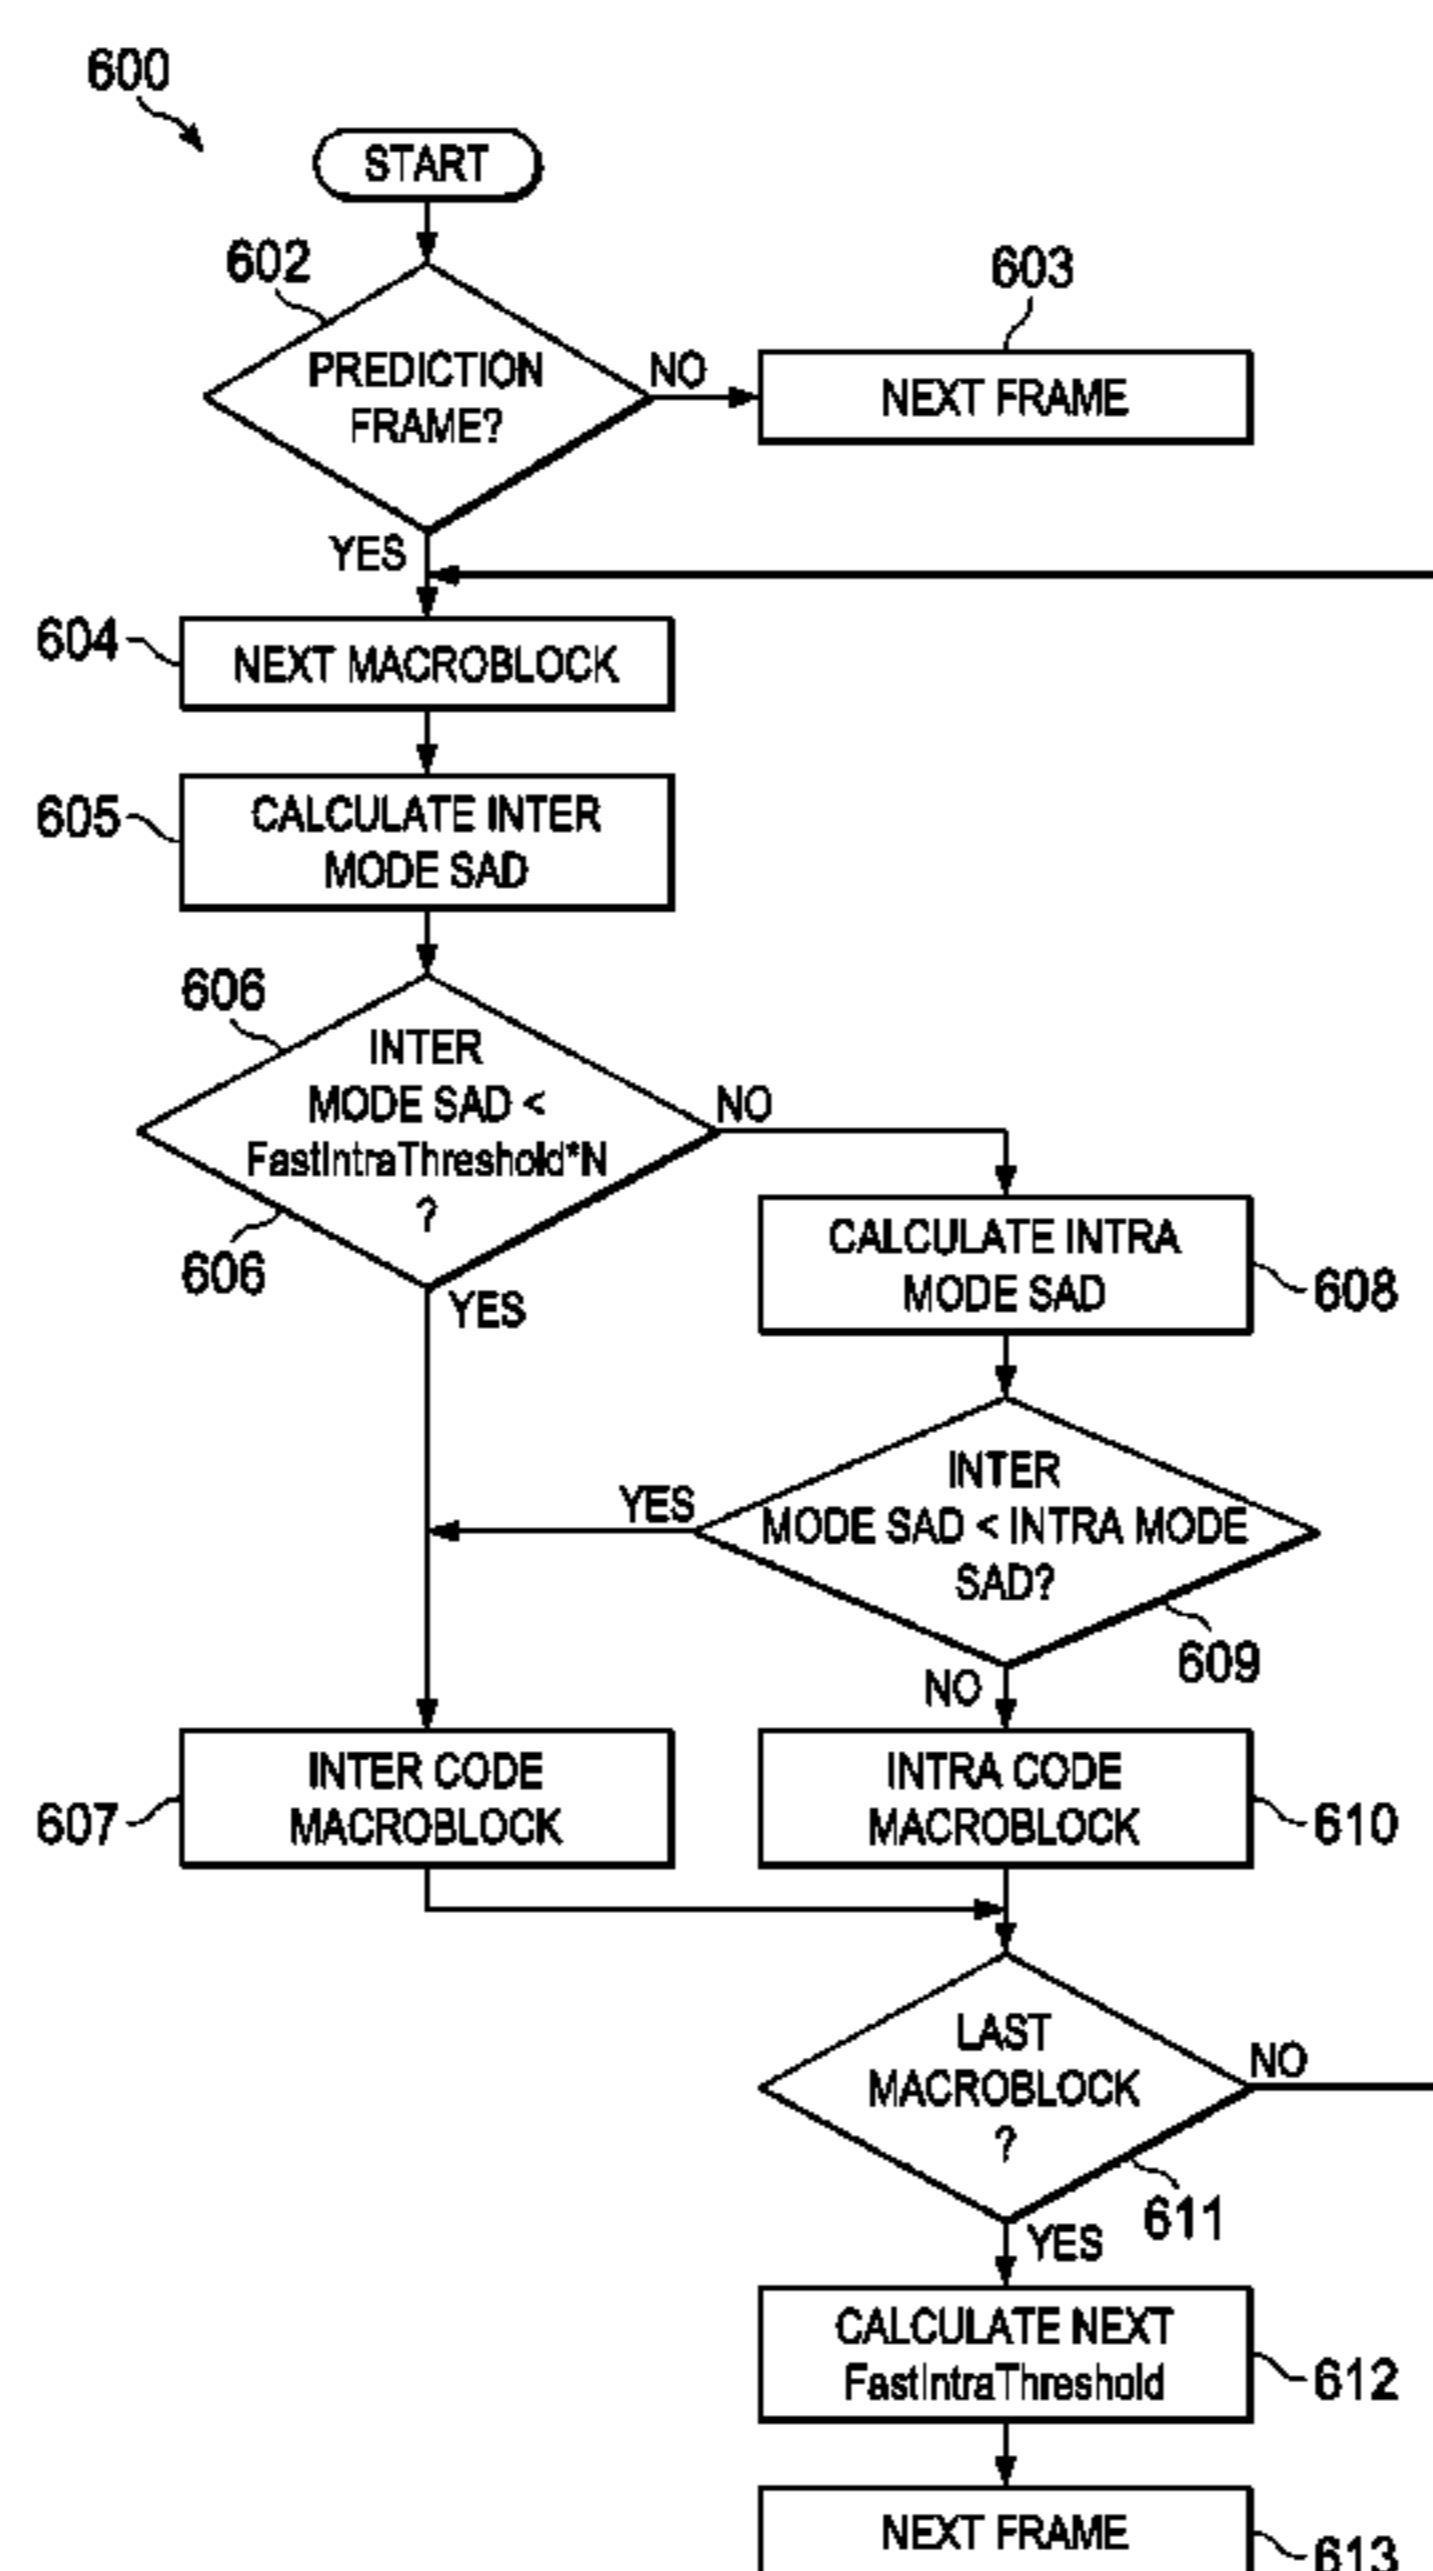 600
START
602
PREDICTION
FRAME?
NO
603
NEXT FRAME
YES
604
NEXT MACROBLOCK
605
CALCULATE INTER
MODE SAD
606
INTER
MODE SAD <
FastIntraThreshold*N
?
606
NO
YES
CALCULATE INTRA
MODE SAD
608
INTER
MODE SAD < INTRA MODE
SAD?
YES
609
NO
607
INTER CODE
MACROBLOCK
INTRA CODE
MACROBLOCK
610
LAST
MACROBLOCK
?
NO
611
YES
CALCULATE NEXT
FastIntraThreshold
612
NEXT FRAME
613